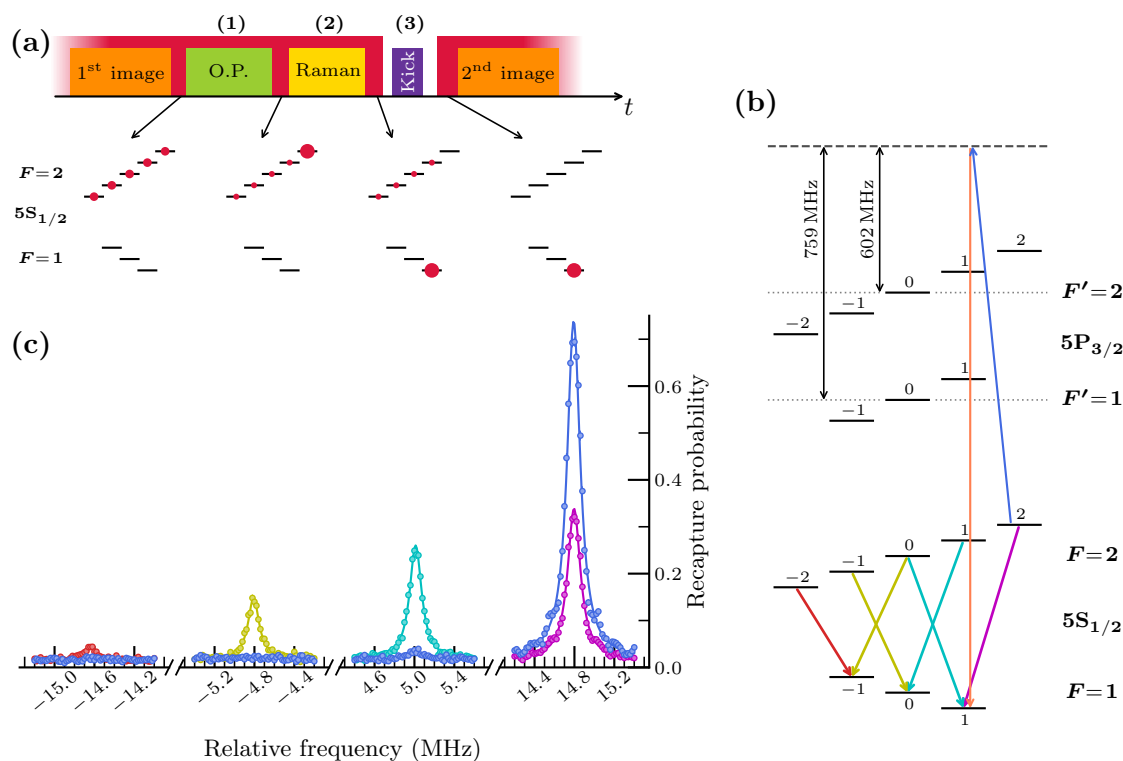 (a)
(1) (2) (3)
1st image O.P. Raman Kick 2nd image
t
F=2
5S1/2
F=1
(b)
759 MHz
602 MHz
2
1
0
−1
−2
F′=2
5P3/2
1
0
−1
F′=1
2
1
0
−1
−2
F=2
5S1/2
F=1
−1
0
1
(c)
0.6
0.4
0.2
0.0
Recapture probability
−15.0 −14.6 −14.2 −5.2 −4.8 −4.4 4.6 5.0 5.4 14.4 14.8 15.2
Relative frequency (MHz)